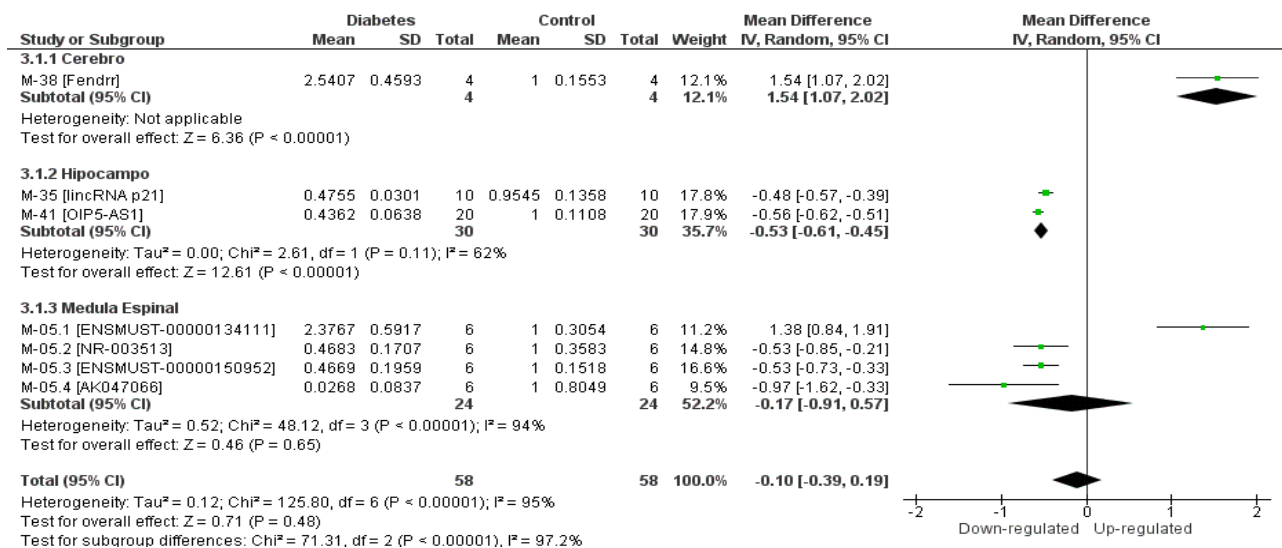 Diabetes Control Mean Difference Mean Difference
Study or Subgroup Mean SD Total Mean SD Total Weight IV, Random, 95% CI IV, Random, 95% CI
3.1.1 Cerebro
M-38 [Fendrr] 2.5407 0.4593 4 1 0.1553 4 12.1% 1.54 [1.07, 2.02]
Subtotal (95% CI) 4 4 12.1% 1.54 [1.07, 2.02]
Heterogeneity: Not applicable
Test for overall effect: Z = 6.36 (P < 0.00001)
3.1.2 Hipocampo
M-35 [lincRNA p21] 0.4755 0.0301 10 0.9545 0.1358 10 17.8% -0.48 [-0.57, -0.39]
M-41 [OIP5-AS1] 0.4362 0.0638 20 1 0.1108 20 17.9% -0.56 [-0.62, -0.51]
Subtotal (95% CI) 30 30 35.7% -0.53 [-0.61, -0.45]
Heterogeneity: Tau² = 0.00; Chi² = 2.61, df = 1 (P = 0.11); I² = 62%
Test for overall effect: Z = 12.61 (P < 0.00001)
3.1.3 Medula Espinal
M-05.1 [ENSMUST-00000134111] 2.3767 0.5917 6 1 0.3054 6 11.2% 1.38 [0.84, 1.91]
M-05.2 [NR-003513] 0.4683 0.1707 6 1 0.3583 6 14.8% -0.53 [-0.85, -0.21]
M-05.3 [ENSMUST-00000150952] 0.4669 0.1959 6 1 0.1518 6 16.6% -0.53 [-0.73, -0.33]
M-05.4 [AK047066] 0.0268 0.0837 6 1 0.8049 6 9.5% -0.97 [-1.62, -0.33]
Subtotal (95% CI) 24 24 52.2% -0.17 [-0.91, 0.57]
Heterogeneity: Tau² = 0.52; Chi² = 48.12, df = 3 (P < 0.00001); I² = 94%
Test for overall effect: Z = 0.46 (P = 0.65)
Total (95% CI) 58 58 100.0% -0.10 [-0.39, 0.19]
Heterogeneity: Tau² = 0.12; Chi² = 125.80, df = 6 (P < 0.00001); I² = 95%
Test for overall effect: Z = 0.71 (P = 0.48)
Test for subgroup differences: Chi² = 71.31, df = 2 (P < 0.00001), I² = 97.2%
-2 -1 0 1 2
Down-regulated Up-regulated